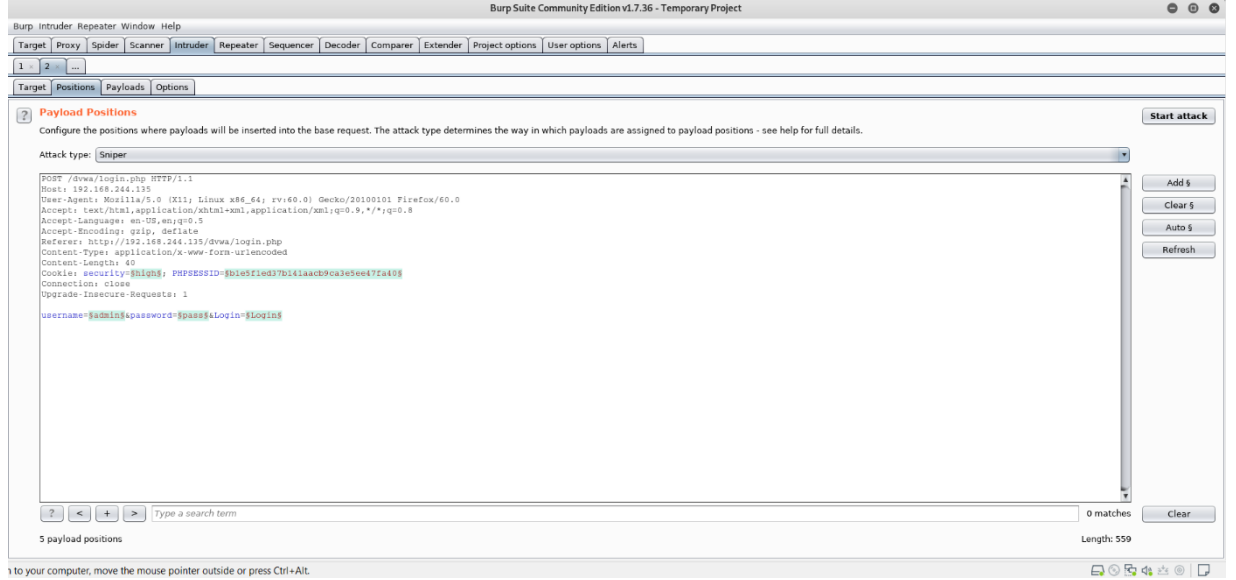 Burp Suite Community Edition v1.7.36 - Temporary Project
Burp Intruder Repeater Window Help
Target Proxy Spider Scanner Intruder Repeater Sequencer Decoder Comparer Extender Project options User options Alerts
1 × 2 × ...
Target Positions Payloads Options
? Payload Positions
Start attack
Configure the positions where payloads will be inserted into the base request. The attack type determines the way in which payloads are assigned to payload positions - see help for full details.
Attack type: Sniper
POST /dvwa/login.php HTTP/1.1
Host: 192.168.244.135
User-Agent: Mozilla/5.0 (X11; Linux x86_64; rv:60.0) Gecko/20100101 Firefox/60.0
Accept: text/html,application/xhtml+xml,application/xml;q=0.9,*/*;q=0.8
Accept-Language: en-US,en;q=0.5
Accept-Encoding: gzip, deflate
Referer: http://192.168.244.135/dvwa/login.php
Content-Type: application/x-www-form-urlencoded
Content-Length: 40
Cookie: security=§high§; PHPSESSID=§b1e5f1ed37b141aacb9ca3e5ee47fa40§
Connection: close
Upgrade-Insecure-Requests: 1
username=§admin§&password=§pass§&Login=§Login§
Add §
Clear §
Auto §
Refresh
? < + > Type a search term
0 matches
Clear
5 payload positions
Length: 559
to your computer, move the mouse pointer outside or press Ctrl+Alt.